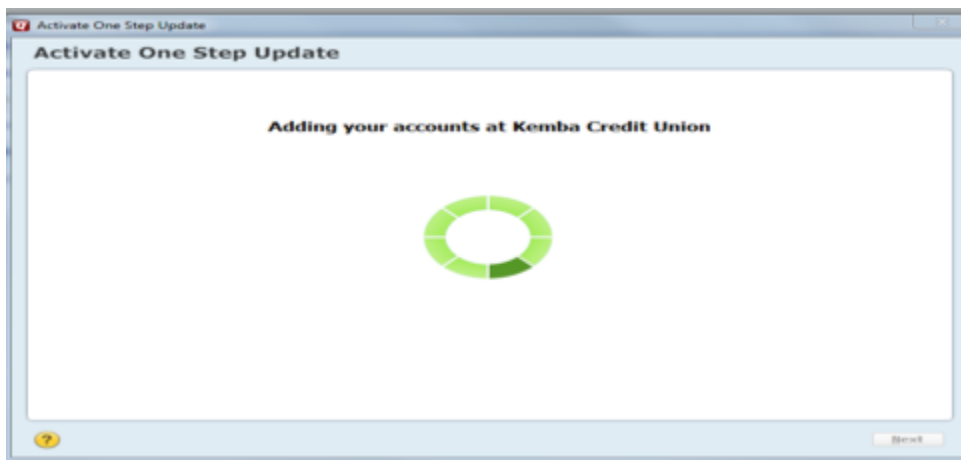 Activate One Step Update
Activate One Step Update
Adding your accounts at Kemba Credit Union
?
Next